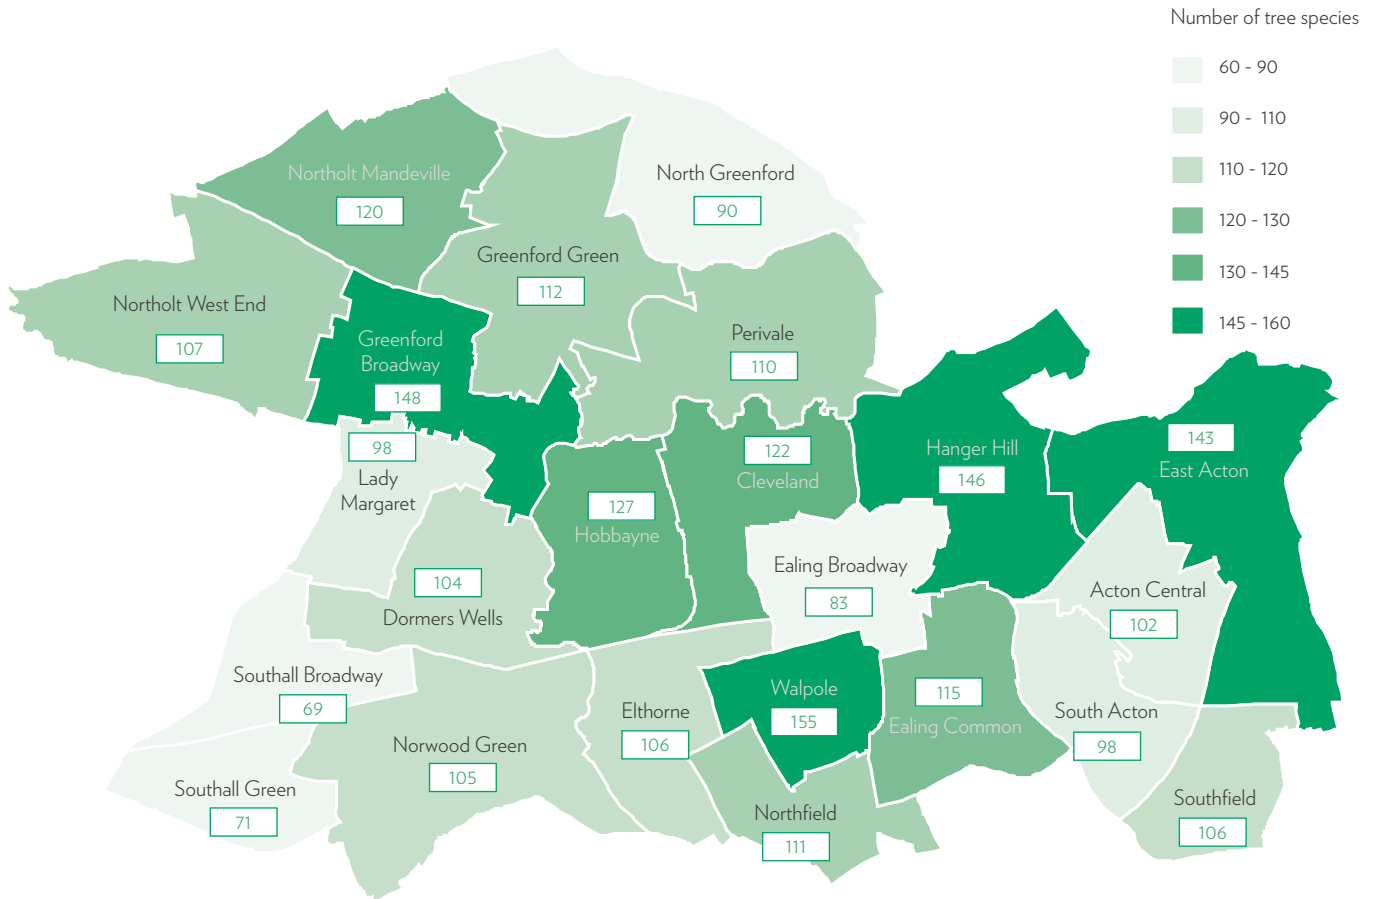 Number of tree species
60 - 90
90 - 110
110 - 120
120 - 130
130 - 145
145 - 160
Northolt Mandeville
120
North Greenford
90
Greenford Green
112
Northolt West End
107
Greenford
Broadway
148
Perivale
110
98
Lady
Margaret
122
Cleveland
Hanger Hill
146
143
East Acton
127
Hobbayne
104
Dormers Wells
Ealing Broadway
83
Acton Central
102
Southall Broadway
69
Walpole
155
115
Ealing Common
Elthorne
106
South Acton
98
Norwood Green
105
Southall Green
71
Northfield
111
Southfield
106